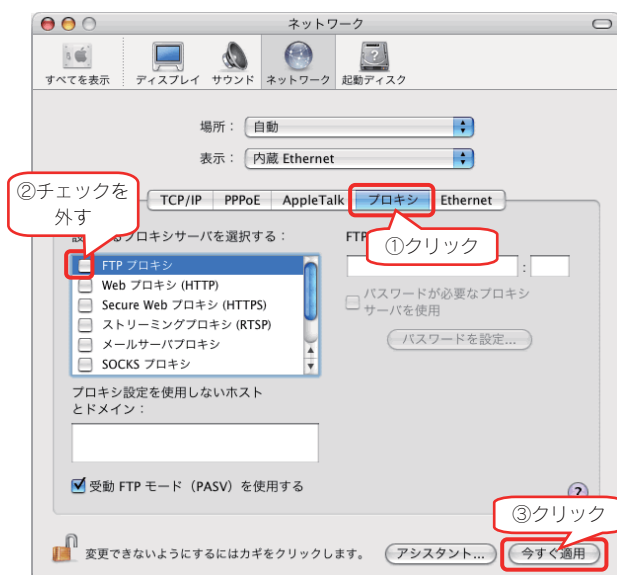 ネットワーク
すべてを表示 ディスプレイ サウンド ネットワーク 起動ディスク
場所： 自動
表示： 内蔵 Ethernet
②チェックを
外す
TCP/IP PPPoE AppleTalk プロキシ Ethernet
①クリック
プロキシサーバを選択する：
FTP
FTP プロキシ
:
Web プロキシ (HTTP)
Secure Web プロキシ (HTTPS)
ストリーミングプロキシ (RTSP)
メールサーバプロキシ
SOCKS プロキシ
パスワードが必要なプロキシ
サーバを使用
パスワードを設定...
プロキシ設定を使用しないホスト
とドメイン：
受動 FTP モード（PASV）を使用する
?
③クリック
変更できないようにするにはカギをクリックします。
アシスタント... 今すぐ適用